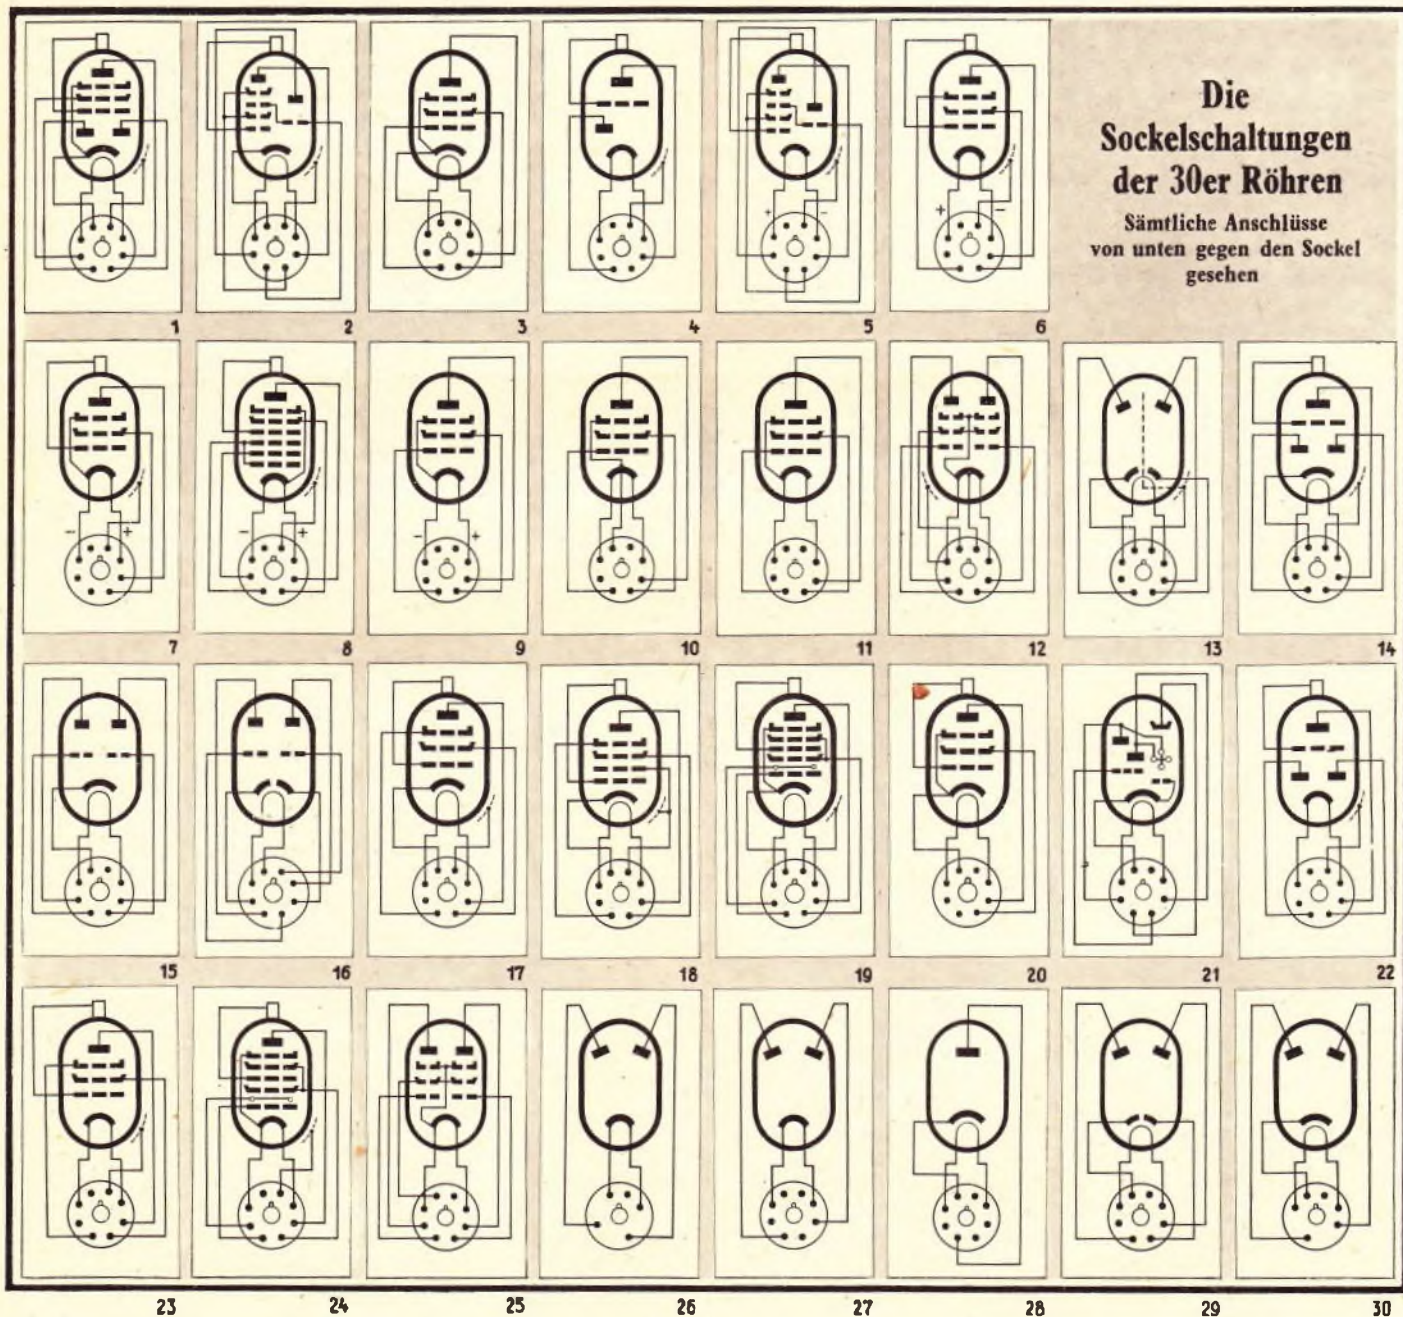 Die
Sockelschaltungen
der 30er Röhren
Sämtliche Anschlüsse
von unten gegen den Sockel
gesehen
+ -
+ -
1 2 3 4 5 6
- +
- +
- +
7 8 9 10 11 12 13 14
15 16 17 18 19 20 21 22
23 24 25 26 27 28 29 30